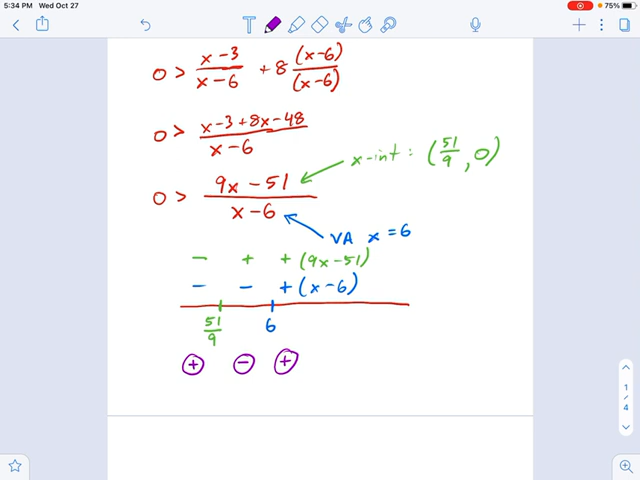 5:34 PM Wed Oct 27
75%
0 > x-3 / x-6 + 8 (x-6) / (x-6)
0 > x-3+8x-48 / x-6
x-int : (51/9, 0)
0 > 9x-51 / x-6
VA x = 6
- + + (9x-51)
- - + (x-6)
51/9 6
+ - +
1
/
4